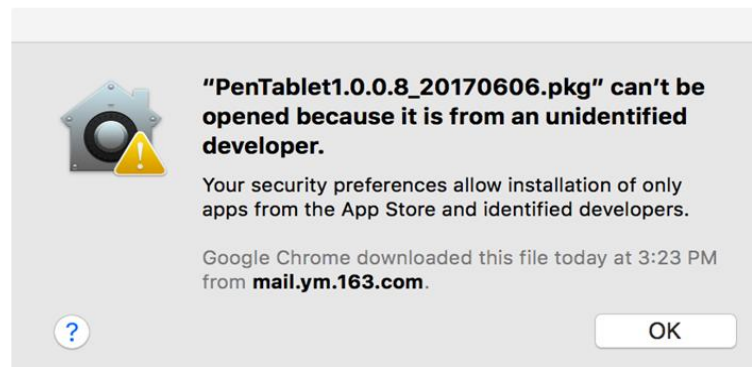 “PenTablet1.0.0.8_20170606.pkg” can’t be
opened because it is from an unidentified
developer.
Your security preferences allow installation of only
apps from the App Store and identified developers.
Google Chrome downloaded this file today at 3:23 PM
from mail.ym.163.com.
?
OK